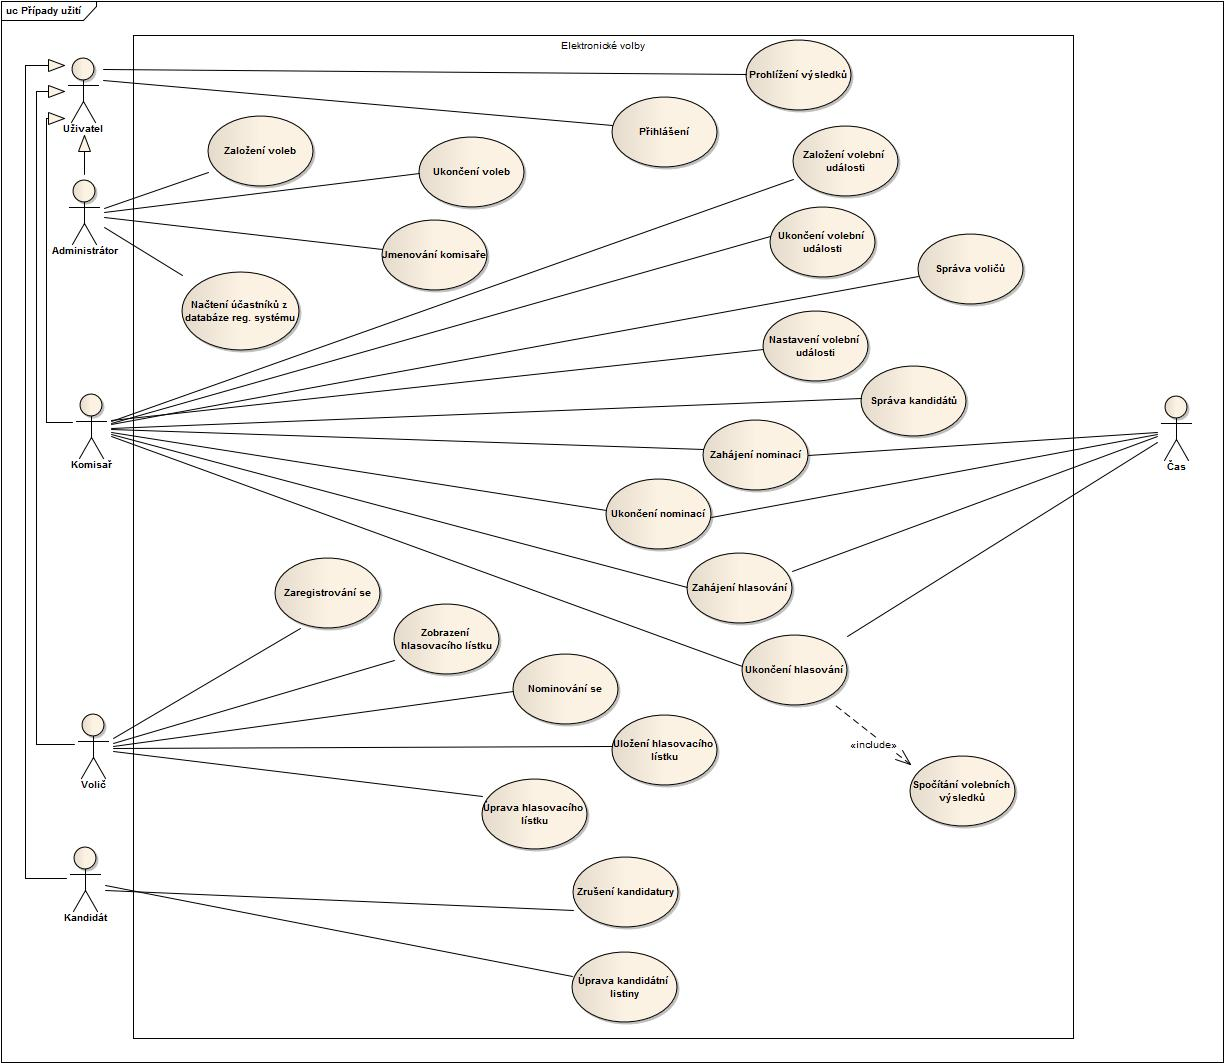 uc Případy užití
Elektronické volby
Uživatel
Prohlížení výsledků
Přihlášení
Založení voleb
Ukončení voleb
Založení volební
události
Administrátor
Jmenování komisaře
Ukončení volební
události
Správa voličů
Načtení účastníků z
databáze reg. systému
Nastavení volební
události
Správa kandidátů
Komisař
Zahájení nominací
Čas
Ukončení nominací
Zahájení hlasování
Zaregistrování se
Zobrazení
hlasovacího lístku
Ukončení hlasování
Nominování se
Uložení hlasovacího
lístku
«include»
Volič
Spočítání volebních
výsledků
Úprava hlasovacího
lístku
Zrušení kandidatury
Kandidát
Úprava kandidátní
listiny